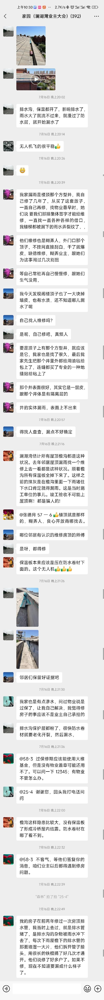 上午10:30
2.7K/s
家园（澜湖灣业主大会）(392)
0:36
7月16日 晚上20:02
排水沟，保温都开了，影响排水了，
雨水大了就流不过来，就漫过了防
水层，就开始漏水了
7月16日 晚上20:14
无人机飞的很平稳👍
7月16日 晚上20:26
😁
7月16日 晚上20:39
我家漏雨是楼顶那个方型井，我自
己修了几年了，从买了这套放子，
一直自己再修，找物业最早时，她
们说 要我们那排集体签字才能给维
修，一直找一直各种各样的借口，
我楼梯都被漏下的雨水弄裂纹了，，
他们维修也是糊弄人，外门口那个
顶子，不挂网直接刮白，干了就爆
皮，缺德维修，糊弄业主，跟她们
为这事闹过几次别扭
等自己常驻再自己慢慢修，跟她们
生气没用，
我今天发现阁楼顶子也了一大块掉
墙皮，也有水渍，还不知道哪儿漏
水了呢
自己找人维修吗？
是呢，自己修吧，真烦人
要是顶子上有那个方型井，就应该
是它，我家也是找了很久，最后我
家先生把那个井里外都给用油毡给
包上了，连缝都买了专业的一种地
缝贴给粘上了
那个井表面很好，其实它是一层皮，
跟那个井体是有隔离层的
井的实体漏雨，表面上不出来
7月16日 晚上20:57
得找人查查，漏点不好确定
7月16日 晚上21:16
澜湖湾估计所有屋顶檐沟都是这种
状况。去年邻居屋顶漏雨找一个维
修上去一看都是这种状况。顺着檐
沟所有保温板全掉下来了。这样之
前的抹灰是在檐沟里面一下雨堵住
下水口肯定就得漏雨。这是当时施
工单位的事儿。竣工验收不可能上
屋顶啊！都是骗人的!
@张德月 57 一 6 👍楼顶就是那样
的，糊弄人，良心开放商哪找去。
哪位邻居有认识的维修房顶的师傅
是呀，都得修
保温板本来应该是压在防水卷材下
面的。这个无人机👍👍👍
7月16日 晚上21:26
邻居们保留好证据吧
7月16日 晚上21:30
我家也是有点渗水，问过物业说是
过保了，让我自己解决，我觉得修
房子的事应该不是业主自己承担的
排水沟保护层都粉了，很快防水卷
材就要老化开裂，然后漏水，
7月16日 晚上21:36
@58-3 过保修期应该能使用大维
基金，但是没有物业盖章可能还用
不了。可以问一下 12345；有物业
不管怎么办。
@25-4 谢谢您，回头我打电话问
问
7月16日 晚上22:00
檐沟这样隐患比较大，没有保温板
了形成冷桥屋内结露。防水卷材在
哪了看不到。
7月16日 晚上22:32
@58-3 不客气，等他们答复你的
消息，咱们业主以后都得遇到修房
问题。
7月16日 晚上22:39
"森林" 拍了拍 "25-4"
7月16日 晚上22:49
我的房子在前两年修过一次房顶排
水管，我当时上去过，就是排水管
堵了，是排水沟的杂物被雨水冲下
去了，每次下雨屋檐下的排水管的
那面墙湿一大片，他们拆开管子接
头，用很长的铁棍捅了好几次才通
开。他们说修了好多户了。如果不
修，现在不知道要漏成什么样子
了。